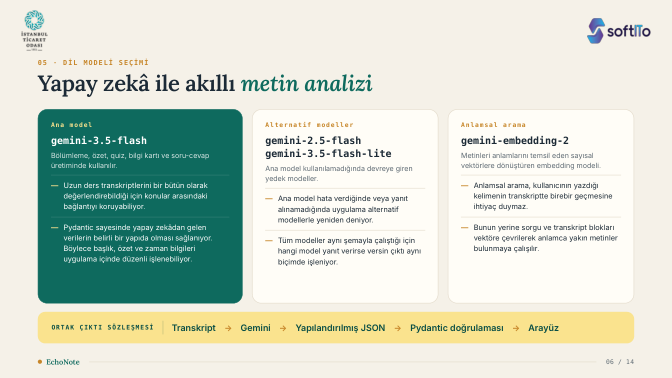 İSTANBUL
TİCARET
ODASI
softITo
05 · DİL MODELİ SEÇİMİ
Yapay zekâ ile akıllı metin analizi
Ana model
gemini-3.5-flash
Bölümleme, özet, quiz, bilgi kartı ve soru-cevap
üretiminde kullanılır.
— Uzun ders transkriptlerini bir bütün olarak
değerlendirebildiği için konular arasındaki
bağlantıyı koruyabiliyor.
— Pydantic sayesinde yapay zekâdan gelen
verilerin belirli bir yapıda olması sağlanıyor.
Böylece başlık, özet ve zaman bilgileri
uygulama içinde düzenli işlenebiliyor.
Alternatif modeller
gemini-2.5-flash
gemini-3.5-flash-lite
Ana model kullanılamadığında devreye giren
yedek modeller.
— Ana model hata verdiğinde veya yanıt
alınamadığında uygulama alternatif
modellerle yeniden deniyor.
— Tüm modeller aynı şemayla çalıştığı için
hangi model yanıt verirse versin çıktı aynı
biçimde işleniyor.
Anlamsal arama
gemini-embedding-2
Metinleri anlamlarını temsil eden sayısal
vektörlere dönüştüren embedding modeli.
— Anlamsal arama, kullanıcının yazdığı
kelimenin transkriptte birebir geçmesine
ihtiyaç duymaz.
— Bunun yerine sorgu ve transkript blokları
vektöre çevrilerek anlamca yakın metinler
bulunmaya çalışılır.
ORTAK ÇIKTI SÖZLEŞMESİ Transkript → Gemini → Yapılandırılmış JSON → Pydantic doğrulaması → Arayüz
EchoNote
06 / 14